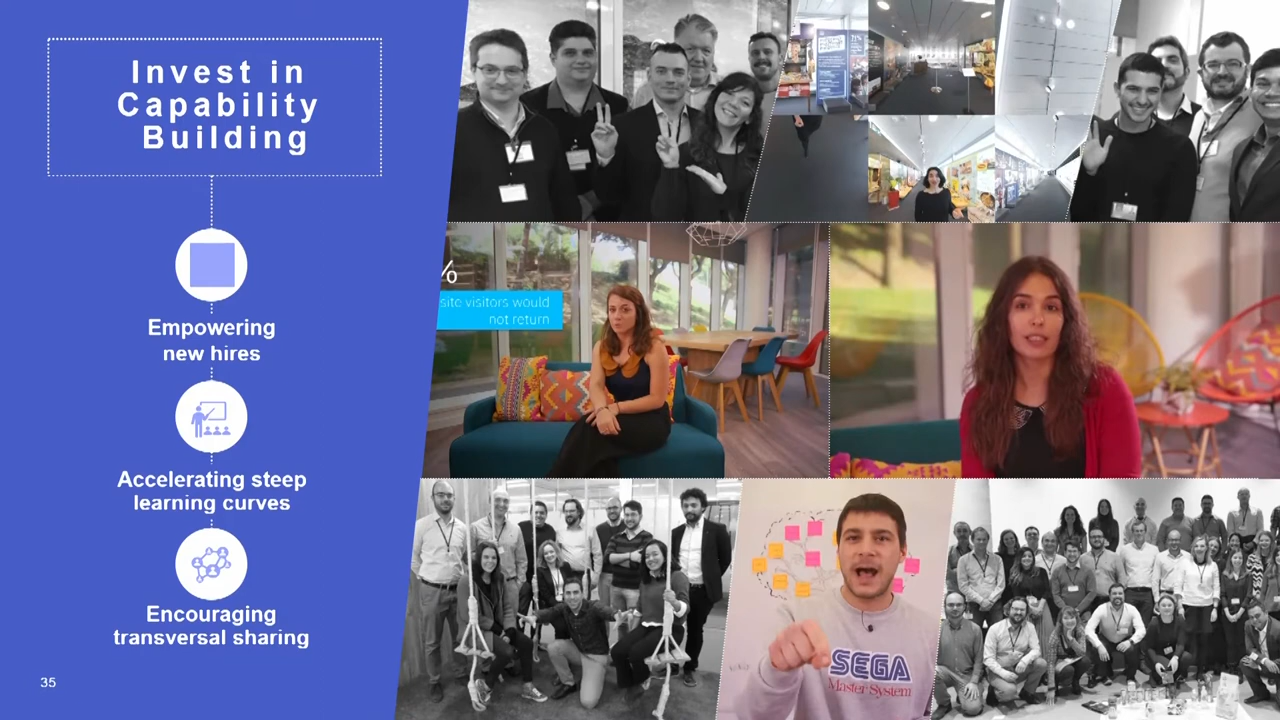 Invest in
Capability
Building
Empowering
new hires
Accelerating steep
learning curves
Encouraging
transversal sharing
35
%
site visitors would
not return
SEGA
Master System